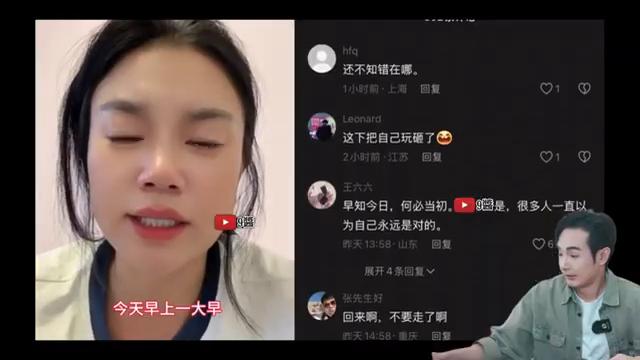 hfq
还不知错在哪。
1小时前 · 上海 回复
1
Leonard
这下把自己玩砸了
2小时前 · 江苏 回复
1
王六六
早知今日，何必当初。
是，很多人一直以
为自己永远是对的。
昨天 13:58 · 山东 回复
6
展开4条回复
张先生好
回来啊，不要走了啊
昨天 14:58 · 重庆 回复
今天早上一大早